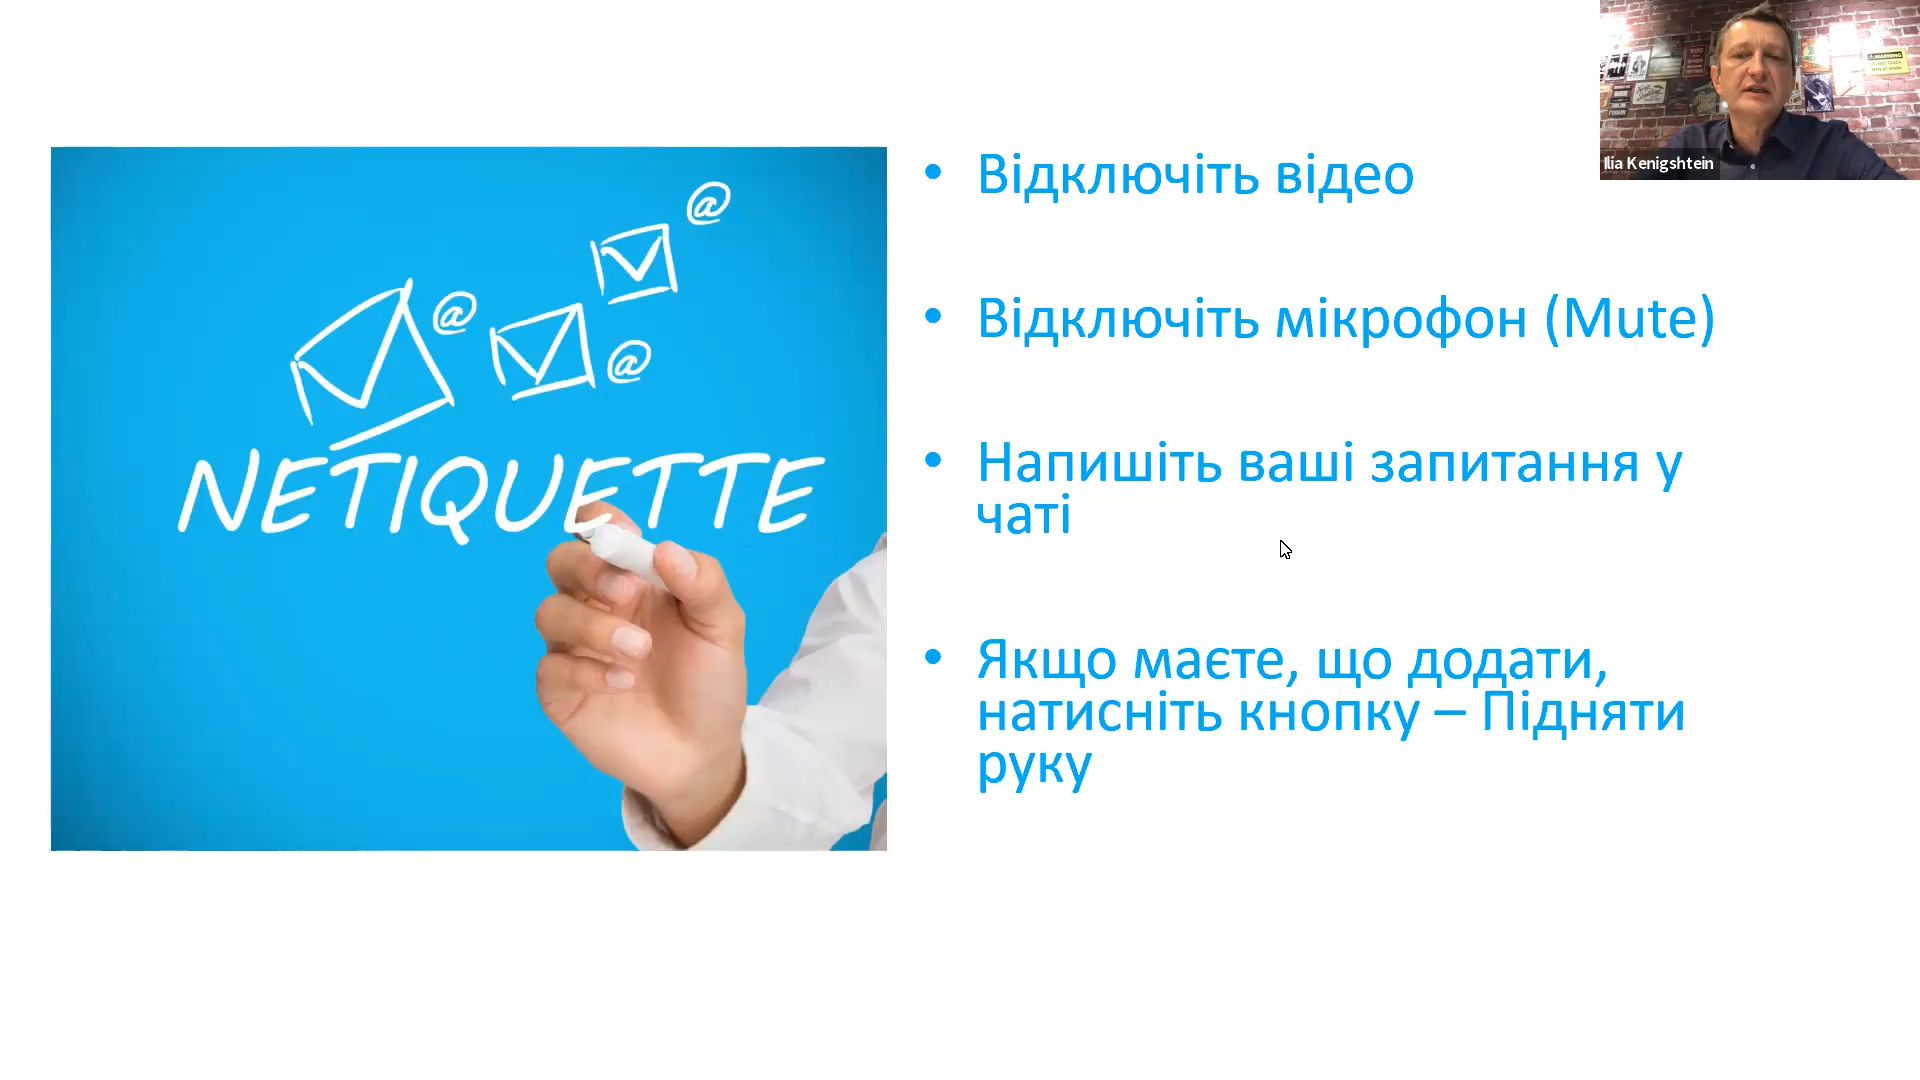 NETIQUETTE
@
@
@
• Відключіть відео
• Відключіть мікрофон (Mute)
• Напишіть ваші запитання у
чаті
• Якщо маєте, що додати,
натисніть кнопку – Підняти
руку
Ilia Kenigshtein
WARNING